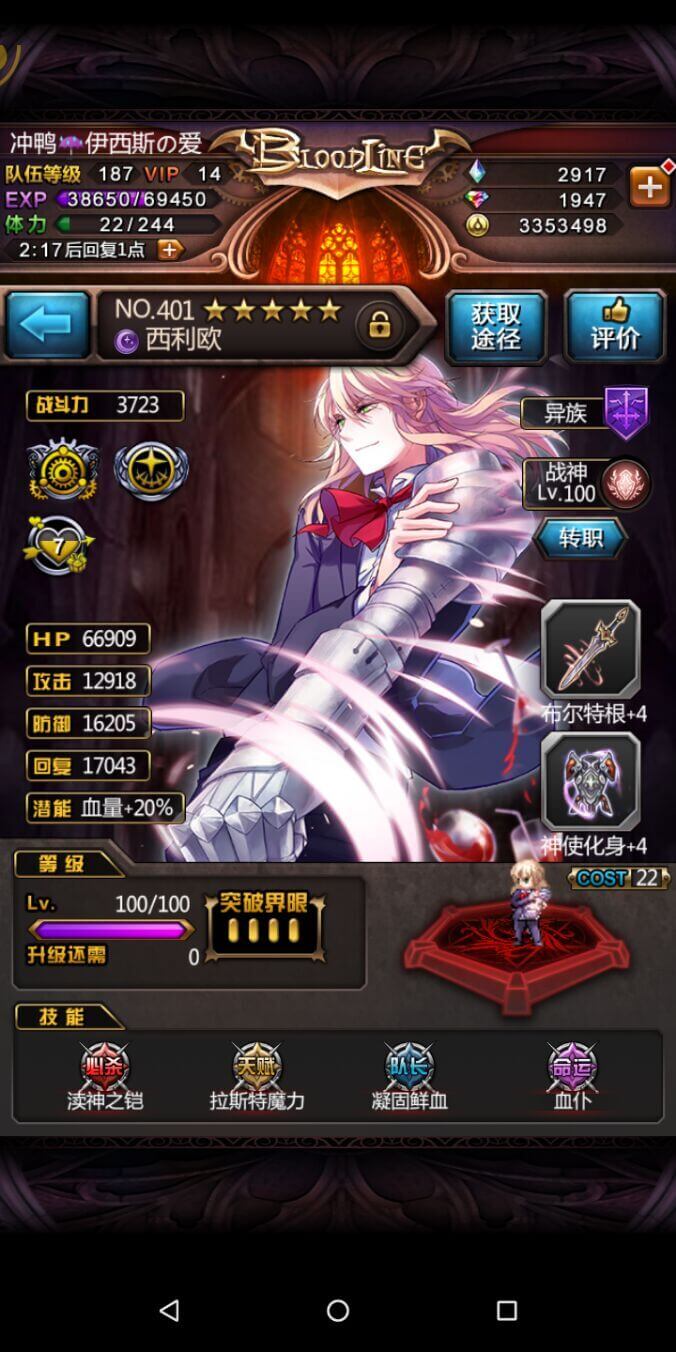 冲鸭 伊西斯の爱
BLOODLINE
队伍等级 187 VIP 14
2917
EXP 38650/69450
1947
体力 22/244
3353498
2:17后回复1点
NO.401
西利欧
获取途径
评价
战斗力 3723
异族
战神
Lv.100
转职
7
HP 66909
攻击 12918
防御 16205
回复 17043
潜能 血量+20%
布尔特根+4
神使化身+4
等级
COST 22
Lv. 100/100
突破界限
升级还需 0
技能
必杀
天赋
队长
命运
渎神之铠
拉斯特魔力
凝固鲜血
血仆